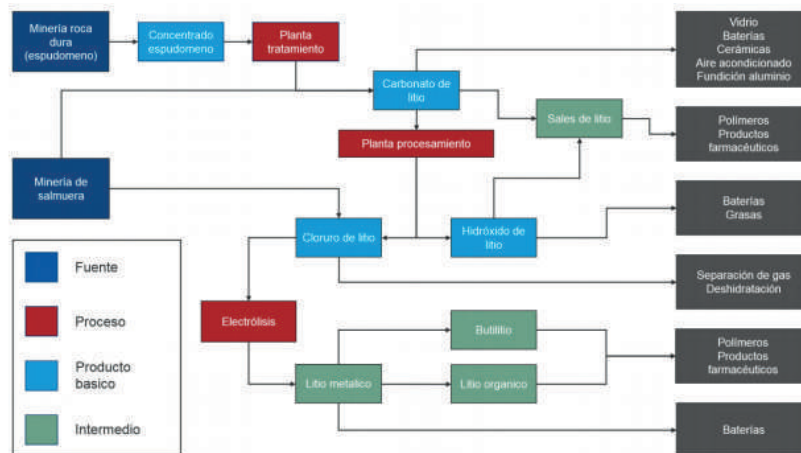 Minería roca
dura
(espudomeno)
Concentrado
espudomeno
Planta
tratamiento
Vidrio
Baterías
Cerámicas
Aire acondicionado
Fundición aluminio
Carbonato de
litio
Sales de litio
Polímeros
Productos
farmacéuticos
Planta procesamiento
Minería de
salmuera
Cloruro de litio
Hidróxido de
litio
Baterías
Grasas
Separación de gas
Deshidratación
Electrólisis
Butillitio
Litio metalico
Litio organico
Polímeros
Productos
farmacéuticos
Baterías
Fuente
Proceso
Producto
basico
Intermedio